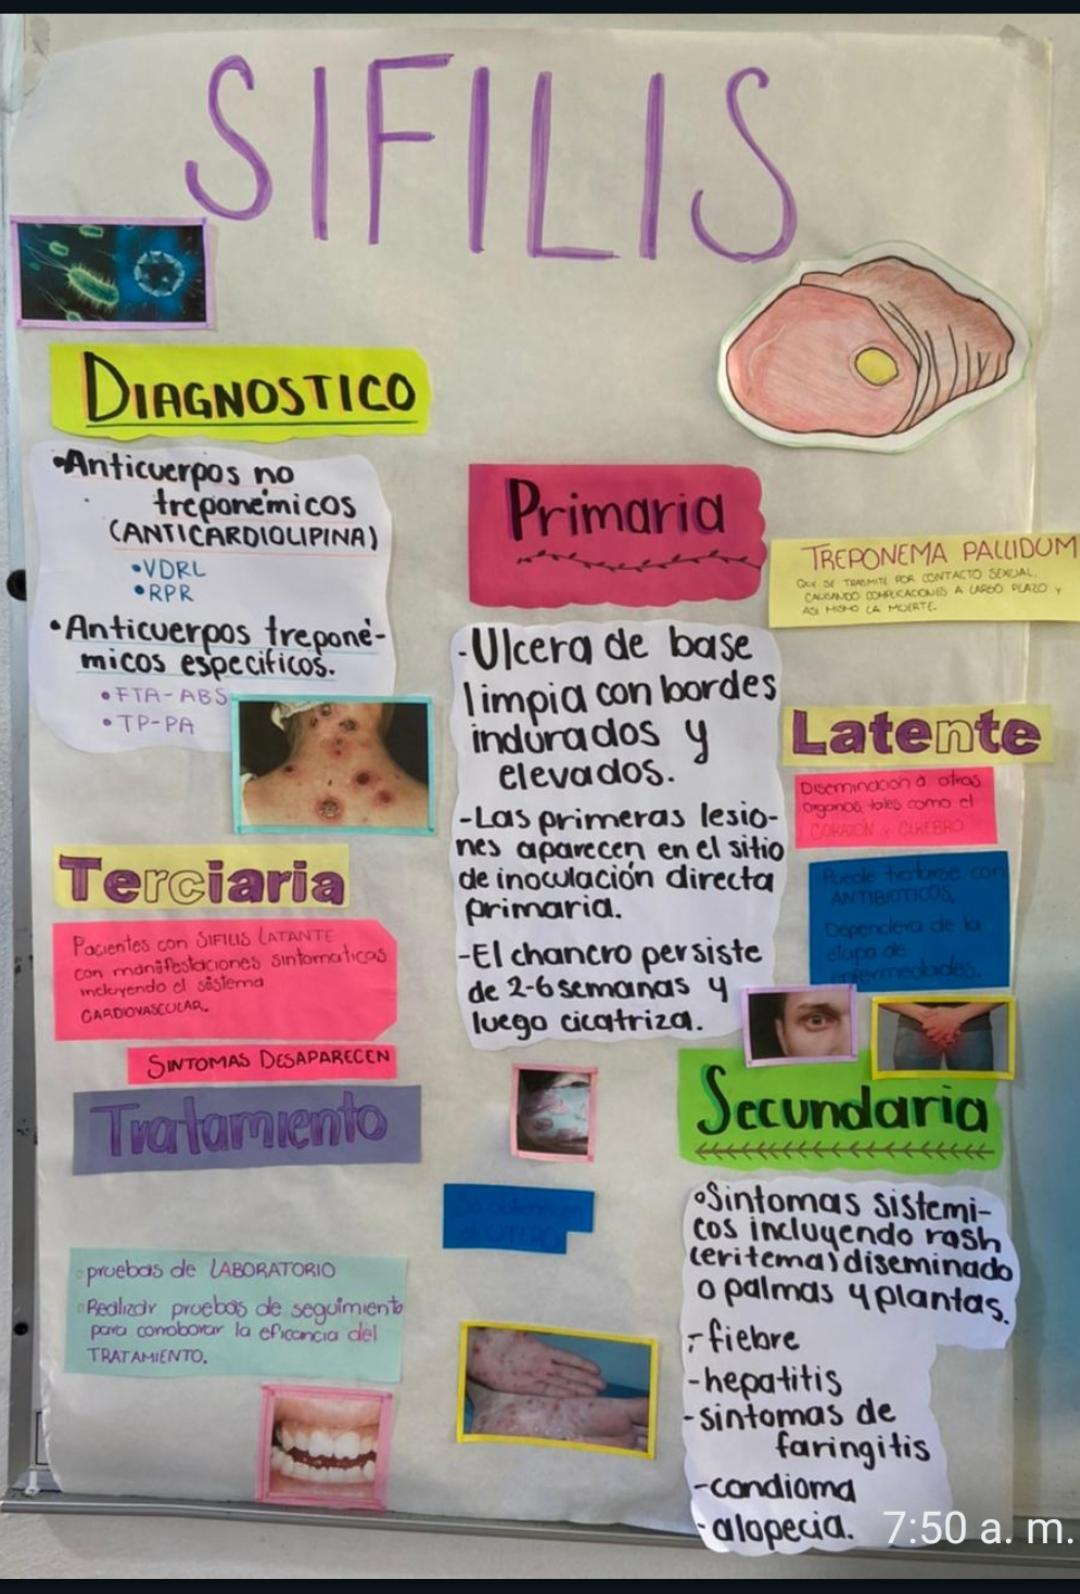 SIFILIS
DIAGNOSTICO
•Anticuerpos no
treponémicos
(ANTICARDIOLIPINA)
•VDRL
•RPR
•Anticuerpos treponé-
micos especificos.
•FTA-ABS
•TP-PA
Primaria
-Ulcera de base
limpia con bordes
indurados y
elevados.
-Las primeras lesio-
nes aparecen en el sitio
de inoculación directa
primaria.
-El chancro persiste
de 2-6 semanas y
luego cicatriza.
TREPONEMA PALLIDUM
QUE SE TRASMITE POR CONTACTO SEXUAL,
CAUSANDO COMPLICACIONES A LARGO PLAZO Y
ASI MISMO LA MUERTE.
Latente
Diseminación a otros
organos tales como el
CORAZÓN y CEREBRO
Puede tratarse con
ANTIBIOTICOS.
Dependera de la
etapa de
enfermedades.
Terciaria
Pacientes con SIFILIS LATANTE
con manifestaciones sintomaticas
incluyendo el sistema
CARDIOVASCULAR.
SINTOMAS DESAPARECEN
Tratamiento
pruebas de LABORATORIO
Realizar pruebas de seguimiento
para corroborar la eficancia del
TRATAMIENTO.
Secundaria
•Sintomas sistemi-
cos incluyendo rash
(eritema) diseminado
o palmas y plantas.
-fiebre
-hepatitis
-sintomas de
faringitis
-condioma
-alopecia.
7:50 a. m.